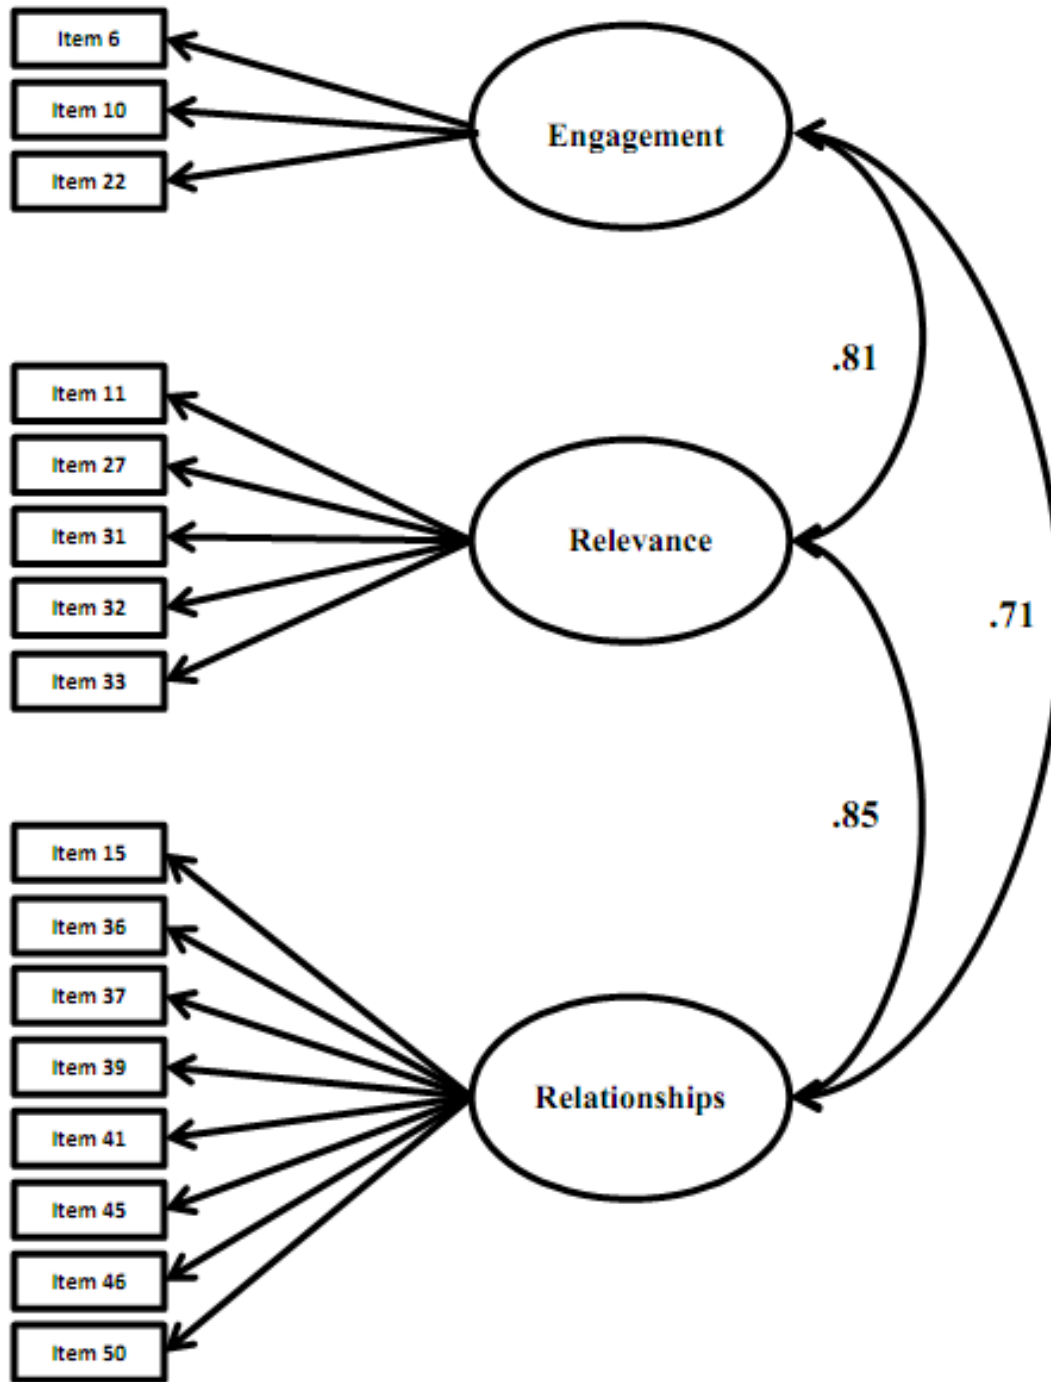 Item 6
Item 10
Item 22
Engagement
.81
Item 11
Item 27
Item 31
Item 32
Item 33
Relevance
.71
.85
Item 15
Item 36
Item 37
Item 39
Item 41
Item 45
Item 46
Item 50
Relationships